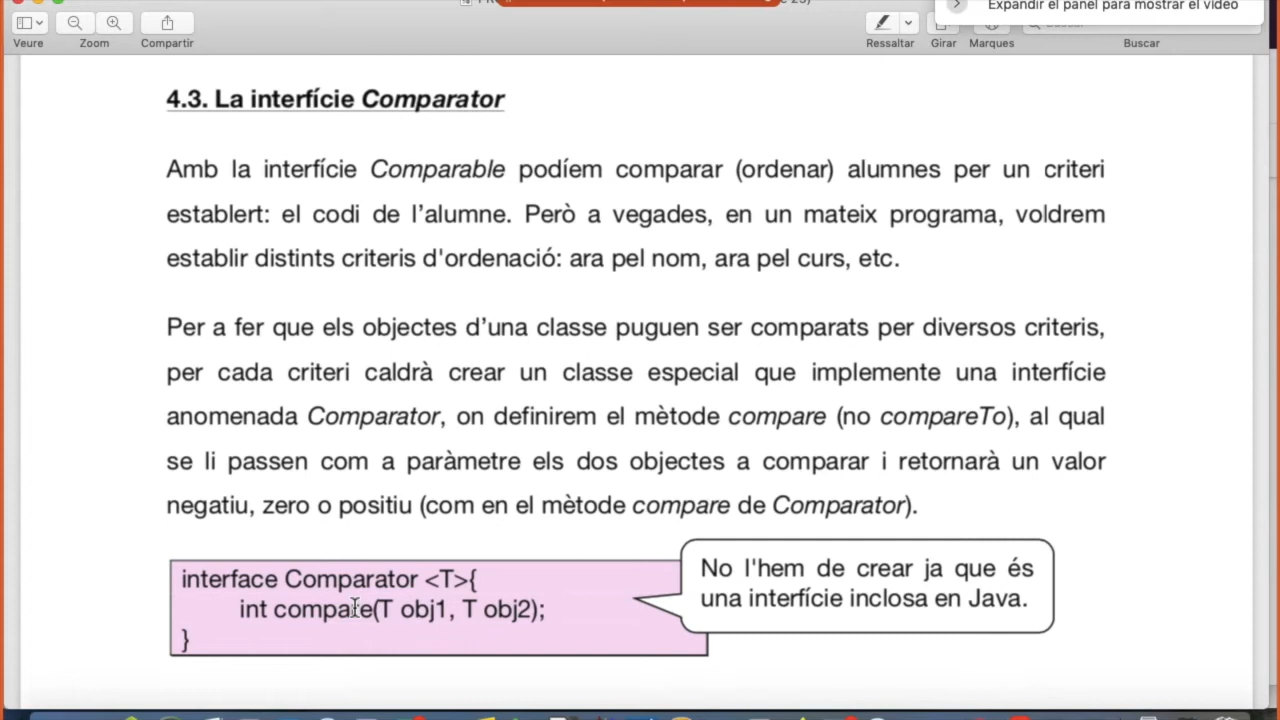 Expandir el panel para mostrar el vídeo
Veure
Zoom
Compartir
Ressaltar
Girar
Marques
Buscar
4.3. La interfície Comparator
Amb la interfície Comparable podíem comparar (ordenar) alumnes per un criteri
establert: el codi de l'alumne. Però a vegades, en un mateix programa, voldrem
establir distints criteris d'ordenació: ara pel nom, ara pel curs, etc.
Per a fer que els objectes d'una classe puguen ser comparats per diversos criteris,
per cada criteri caldrà crear un classe especial que implemente una interfície
anomenada Comparator, on definirem el mètode compare (no compareTo), al qual
se li passen com a paràmetre els dos objectes a comparar i retornarà un valor
negatiu, zero o positiu (com en el mètode compare de Comparator).
interface Comparator <T>{
int compare(T obj1, T obj2);
}
No l'hem de crear ja que és
una interfície inclosa en Java.